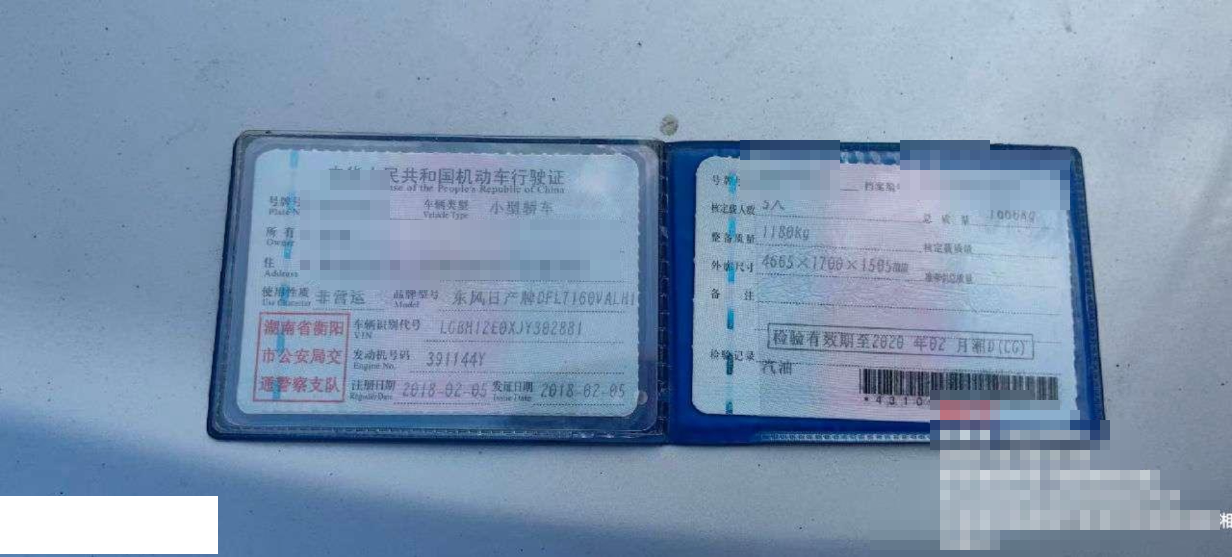 民共和国机动车行驶证
se of the People's Republic of China
号牌号
Plate N
车辆类型 小型轿车
Vehicle Type
所有
Owner
住
Address
使用性质 非营运 品牌型号 东风日产牌DFL7160VALH1
Use Character Model
湖南省衡阳
市公安局交
通警察支队
车辆识别代号 LGBH12E0XJY302881
VIN
发动机号码 391144Y
Engine No.
注册日期 2018-02-05 发证日期 2018-02-05
Register Date Issue Date
号牌 档案编
核定载人数 5人 总质量
整备质量 1180kg 核定载质量
外廓尺寸 4665×1700×1505mm 准牵引总质量
备 注
检验有效期至2020年02月湘D(CG)
检验记录
汽油
*4310
相